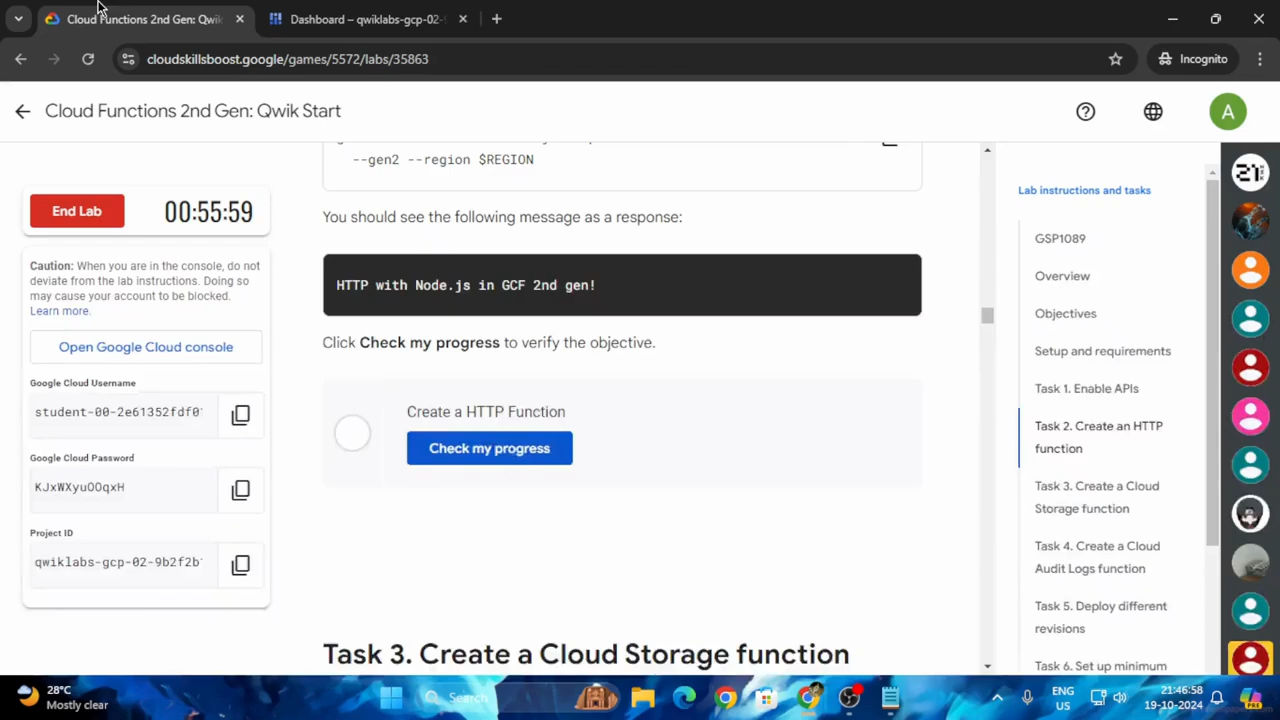 Cloud Functions 2nd Gen: Qwik
Dashboard – qwiklabs-gcp-02-
cloudskillsboost.google/games/5572/labs/35863
Incognito
Cloud Functions 2nd Gen: Qwik Start
A
--gen2 --region $REGION
End Lab
00:55:59
Caution: When you are in the console, do not
deviate from the lab instructions. Doing so
may cause your account to be blocked.
Learn more.
Open Google Cloud console
Google Cloud Username
student-00-2e61352fdf0
Google Cloud Password
KJxWXyuOOqxH
Project ID
qwiklabs-gcp-02-9b2f2b
You should see the following message as a response:
HTTP with Node.js in GCF 2nd gen!
Click Check my progress to verify the objective.
Create a HTTP Function
Check my progress
Task 3. Create a Cloud Storage function
Lab instructions and tasks
GSP1089
Overview
Objectives
Setup and requirements
Task 1. Enable APIs
Task 2. Create an HTTP
function
Task 3. Create a Cloud
Storage function
Task 4. Create a Cloud
Audit Logs function
Task 5. Deploy different
revisions
Task 6. Set up minimum
21
28°C
Mostly clear
Search
ENG
US
21:46:58
19-10-2024
PRE